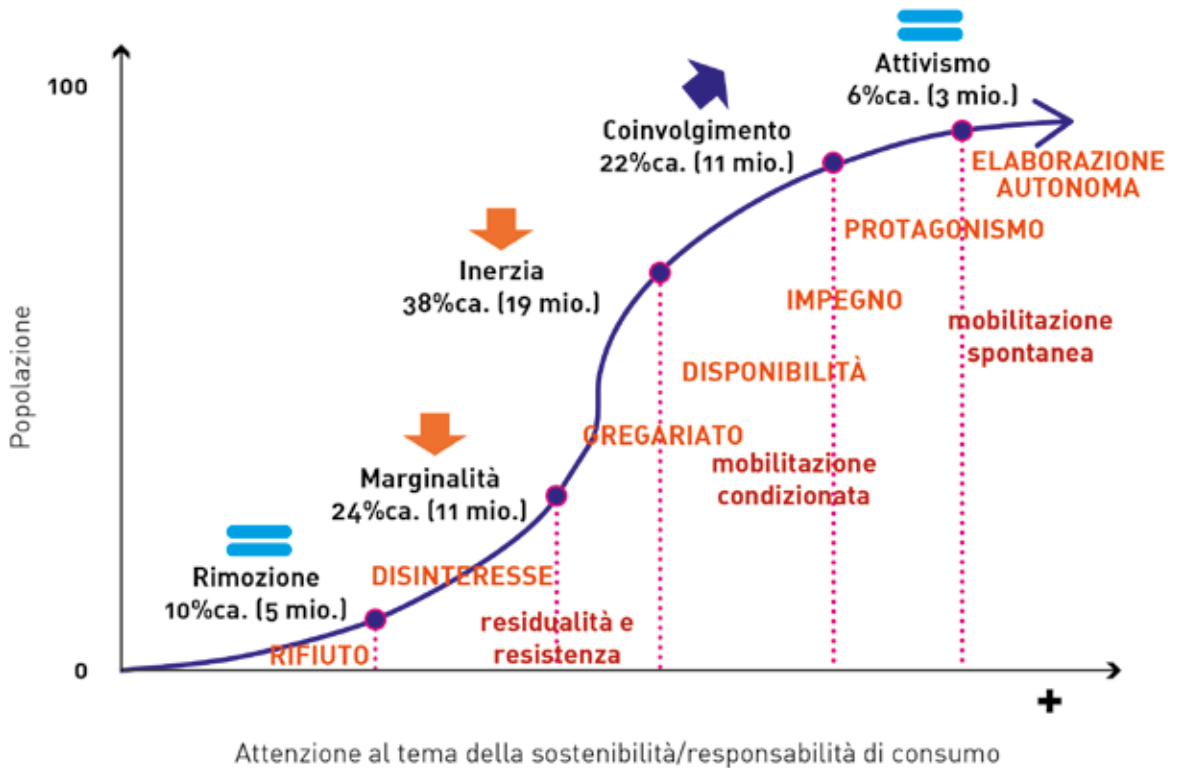 Attivismo
6%ca. (3 mio.)
100
Coinvolgimento
22%ca. (11 mio.)
ELABORAZIONE
AUTONOMA
PROTAGONISMO
Inerzia
38%ca. (19 mio.)
IMPEGNO
mobilitazione
spontanea
DISPONIBILITÀ
Popolazione
GREGARIATO
mobilitazione
condizionata
Marginalità
24%ca. (11 mio.)
Rimozione
10%ca. (5 mio.)
DISINTERESSE
residualità e
resistenza
RIFIUTO
0
+
Attenzione al tema della sostenibilità/responsabilità di consumo